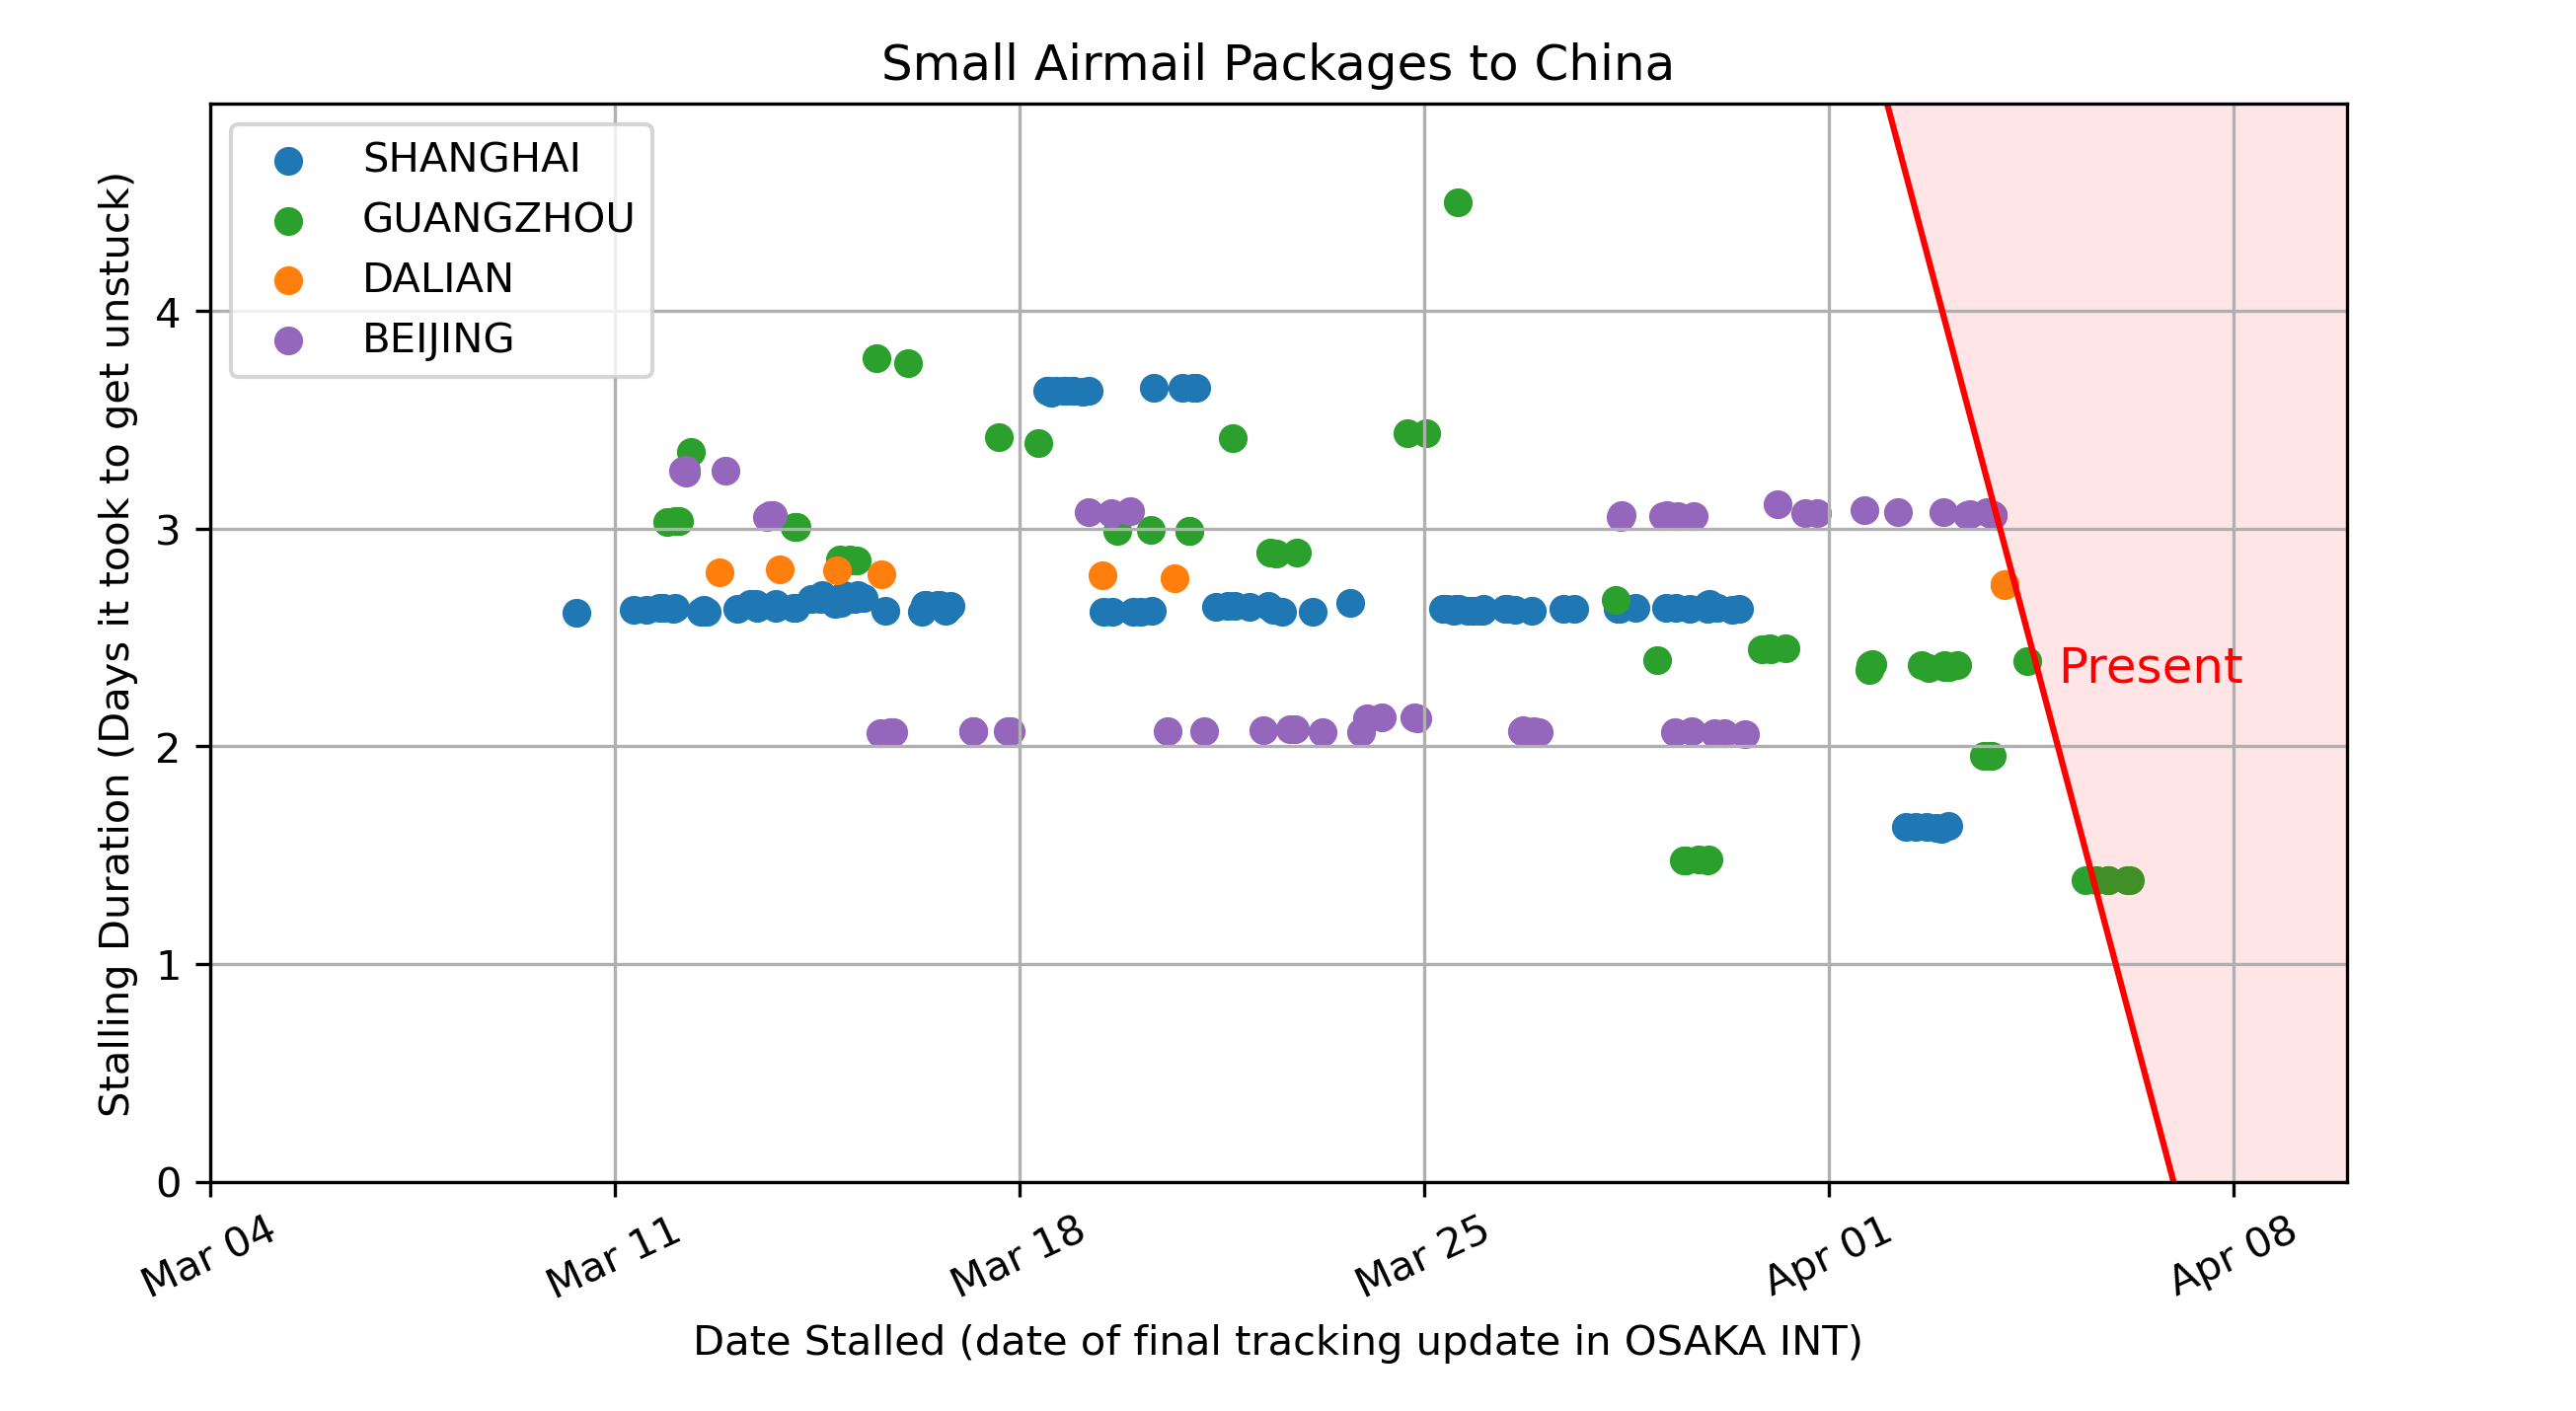 Small Airmail Packages to China
SHANGHAI
GUANGZHOU
DALIAN
BEIJING
Stalling Duration (Days it took to get unstuck)
4
3
2
1
0
Present
Mar 04
Mar 11
Mar 18
Mar 25
Apr 01
Apr 08
Date Stalled (date of final tracking update in OSAKA INT)